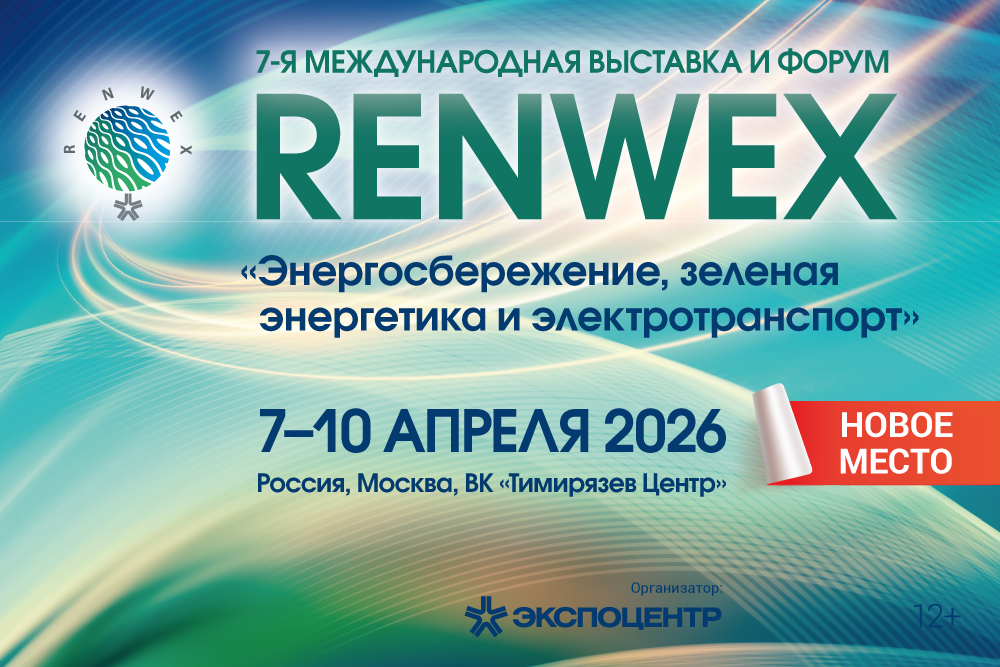 7-Я МЕЖДУНАРОДНАЯ ВЫСТАВКА И ФОРУМ
RENWEX
RENWEX
«Энергосбережение, зеленая
энергетика и электротранспорт»
7–10 АПРЕЛЯ 2026
Россия, Москва, ВК «Тимирязев Центр»
НОВОЕ
МЕСТО
Организатор:
ЭКСПОЦЕНТР
12+